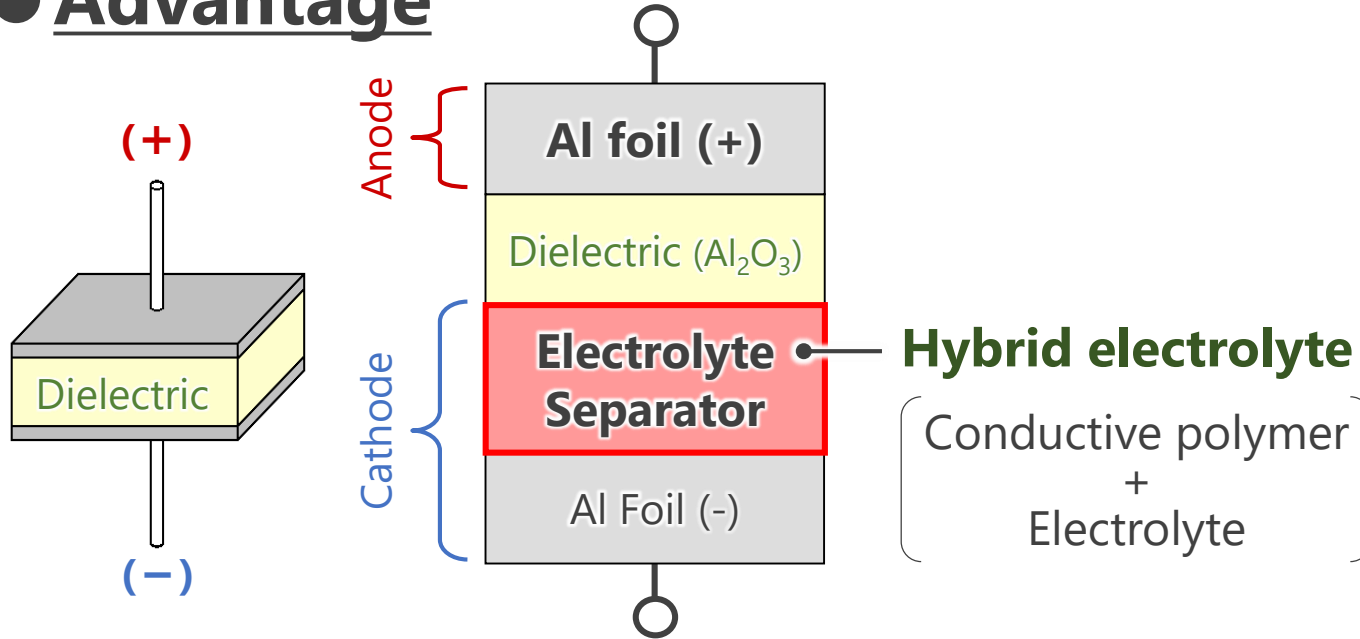 Advantage
(+)
Dielectric
(−)
Anode
Cathode
Al foil (+)
Dielectric (Al₂O₃)
Electrolyte
Separator
Al Foil (-)
Hybrid electrolyte
Conductive polymer
+
Electrolyte